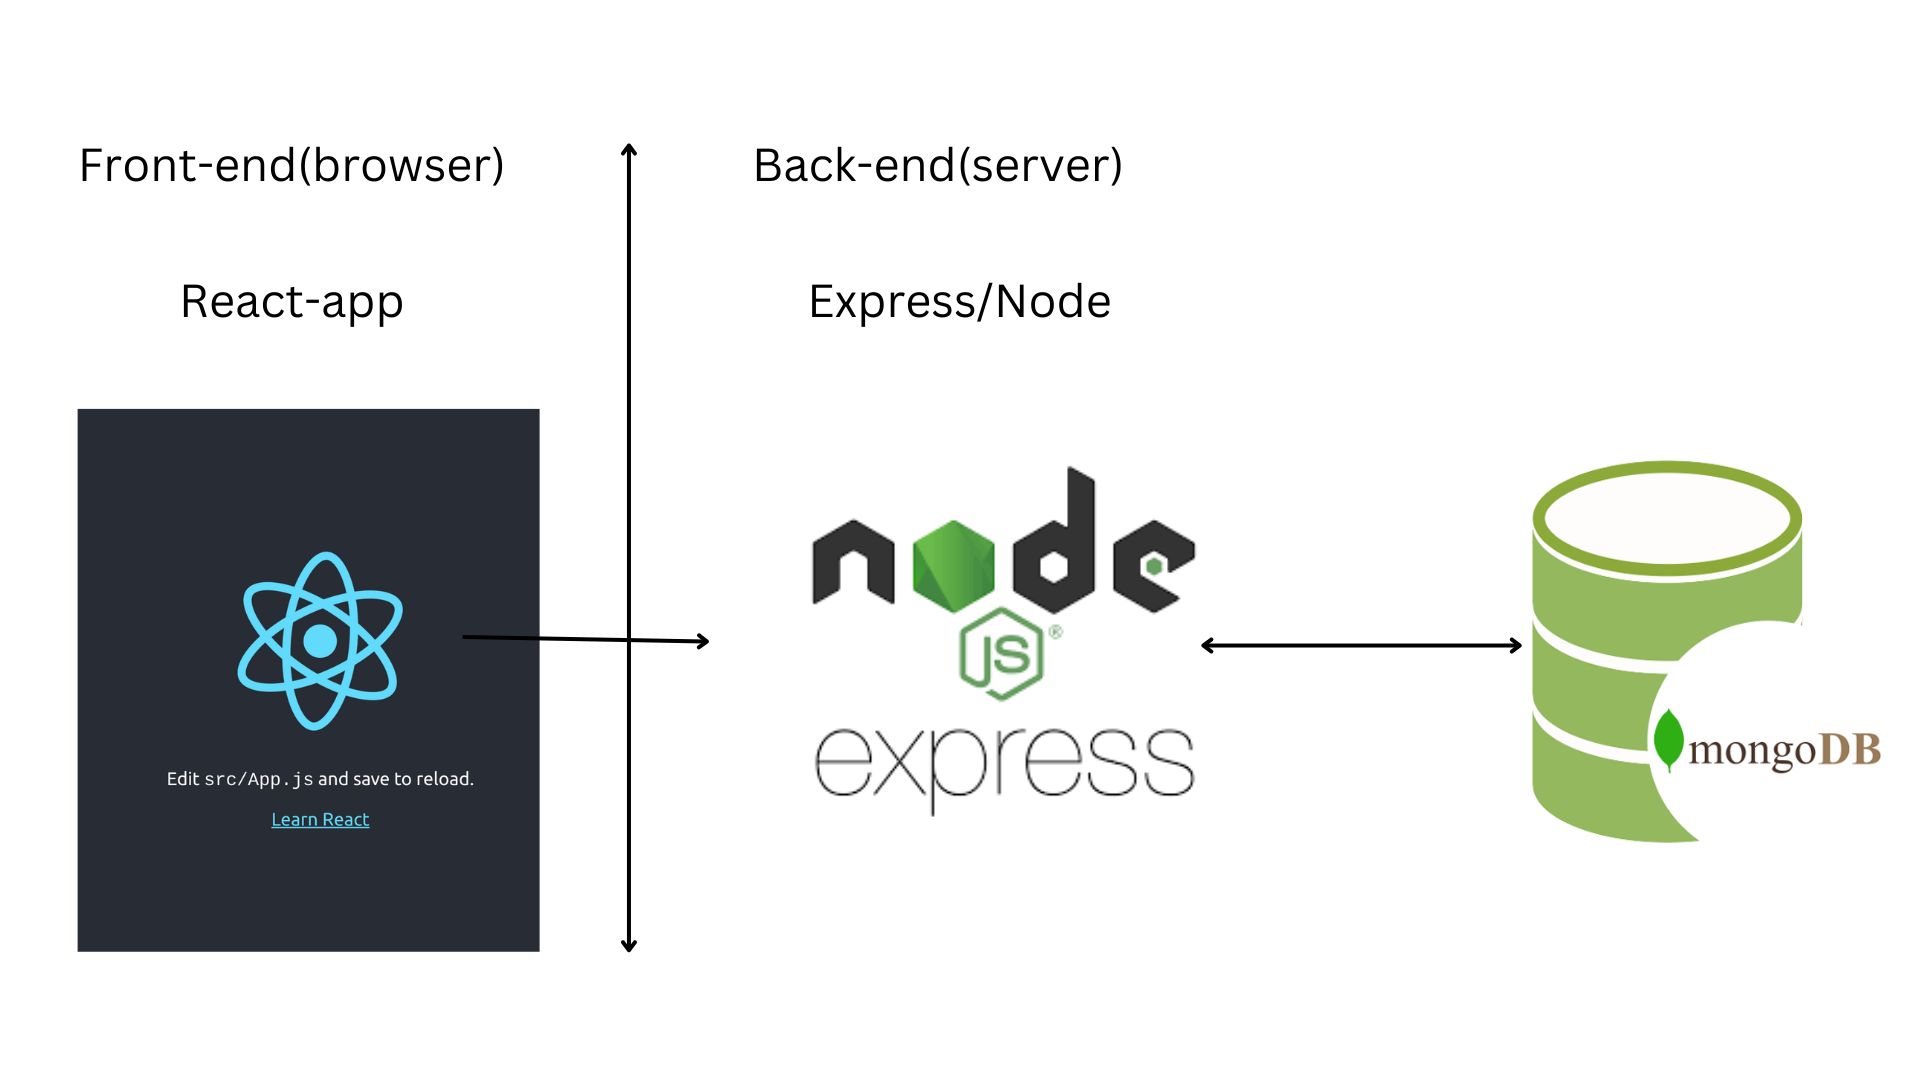 Front-end(browser)
Back-end(server)
React-app
Express/Node
node
JS®
express
mongoDB
Edit src/App.js and save to reload.
Learn React